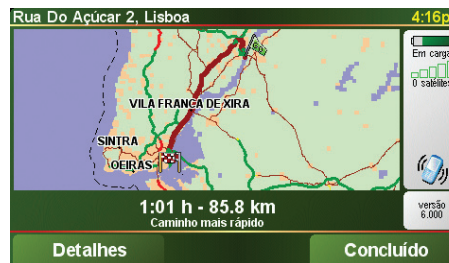 Rua Do Açúcar 2, Lisboa
4:16p
Em carga
0 satélites
VILA FRANCA DE XIRA
SINTRA
OEIRAS
1:01 h - 85.8 km
Caminho mais rápido
versão
6.000
Detalhes
Concluído